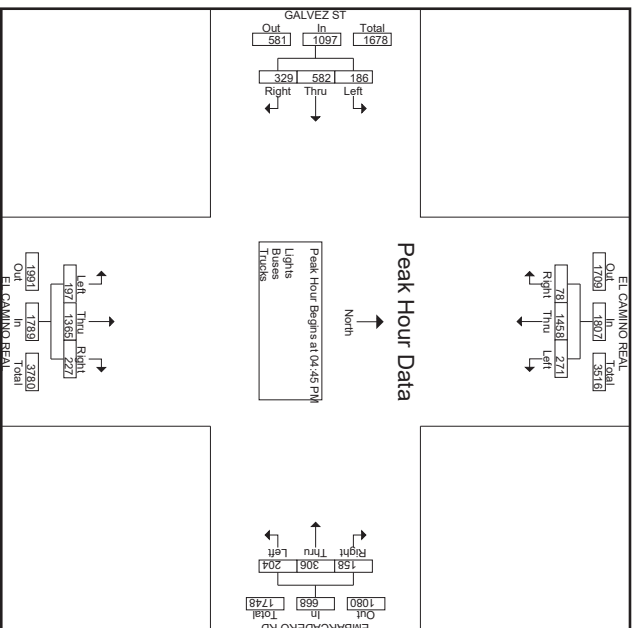 GALVEZ ST
Out In Total
581 1097 1678
329 582 186
Right Thru Left
EL CAMINO REAL
Out In Total
1709 1807 3516
78 1458 271
Right Thru Left
Peak Hour Data
North
Peak Hour Begins at 04:45 PM
Lights
Buses
Trucks
Left Thru Right
197 1365 227
1991 1789 3780
Out In Total
EL CAMINO REAL
Left Thru Right
204 306 158
1748 668 1080
Total In Out
EMBARCADERO RD